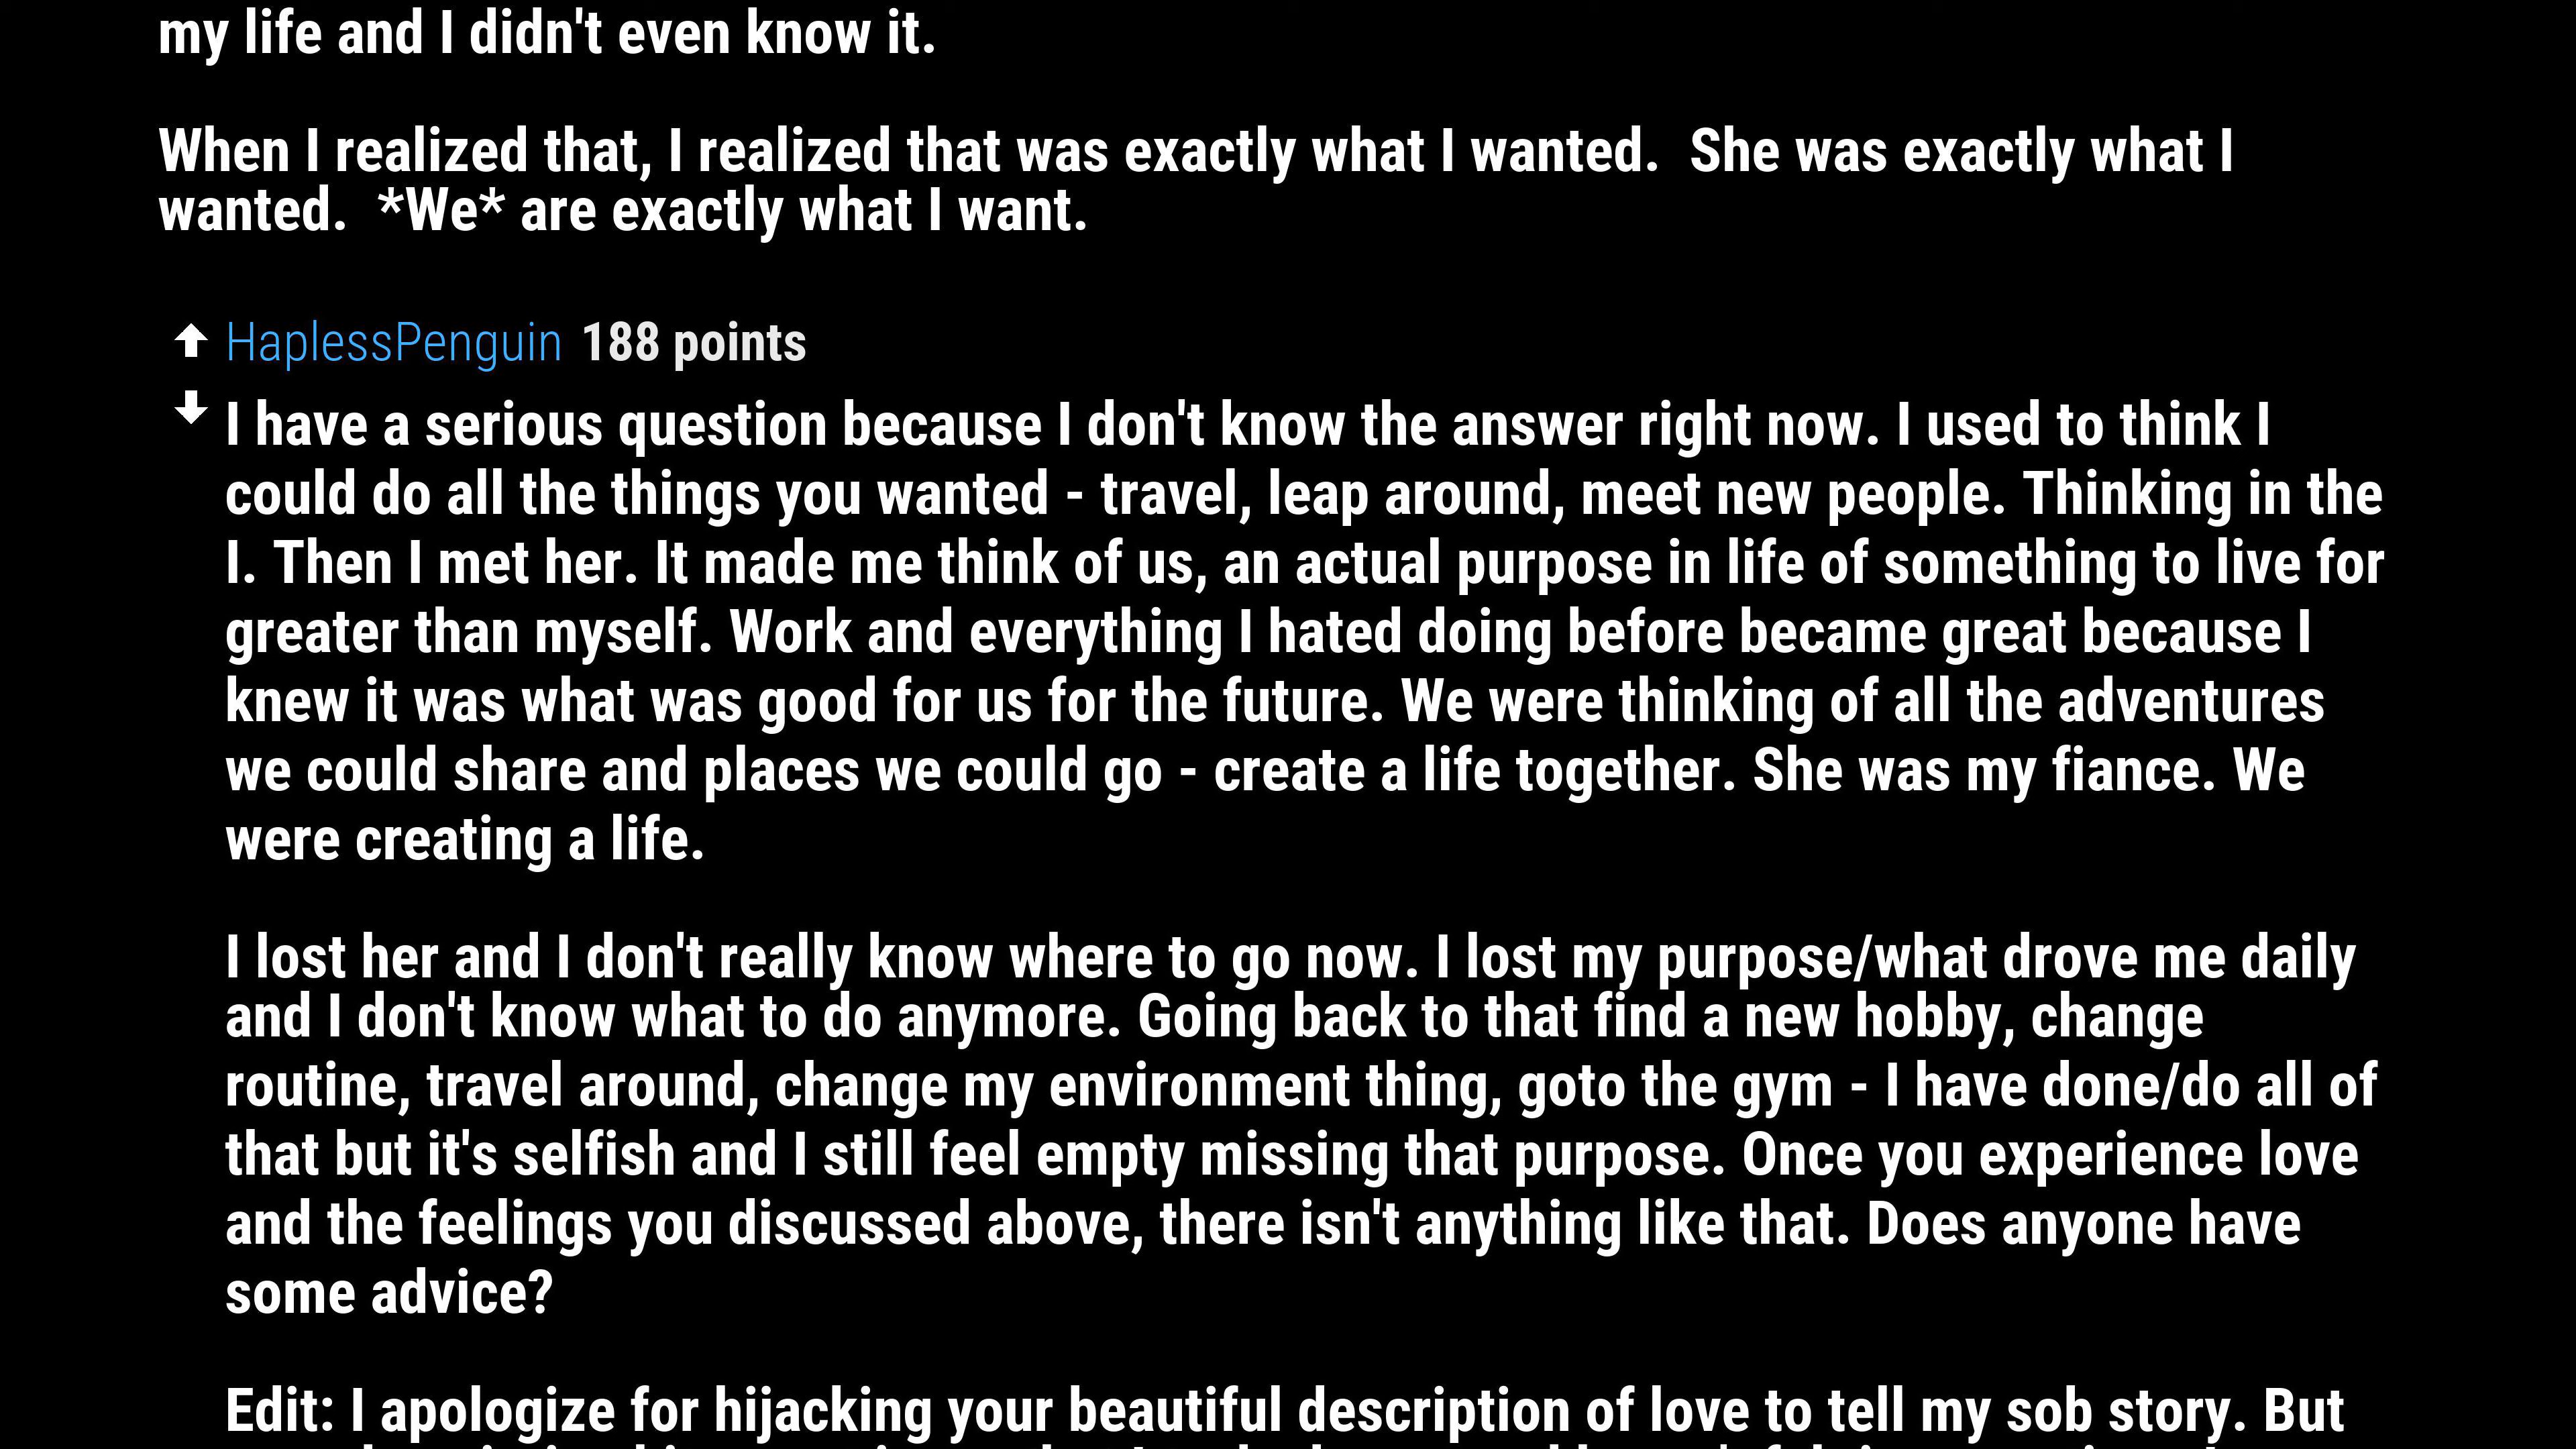 my life and I didn't even know it.
When I realized that, I realized that was exactly what I wanted.  She was exactly what I
wanted.  *We* are exactly what I want.
HaplessPenguin 188 points
I have a serious question because I don't know the answer right now. I used to think I
could do all the things you wanted - travel, leap around, meet new people. Thinking in the
I. Then I met her. It made me think of us, an actual purpose in life of something to live for
greater than myself. Work and everything I hated doing before became great because I
knew it was what was good for us for the future. We were thinking of all the adventures
we could share and places we could go - create a life together. She was my fiance. We
were creating a life.
I lost her and I don't really know where to go now. I lost my purpose/what drove me daily
and I don't know what to do anymore. Going back to that find a new hobby, change
routine, travel around, change my environment thing, goto the gym - I have done/do all of
that but it's selfish and I still feel empty missing that purpose. Once you experience love
and the feelings you discussed above, there isn't anything like that. Does anyone have
some advice?
Edit: I apologize for hijacking your beautiful description of love to tell my sob story. But